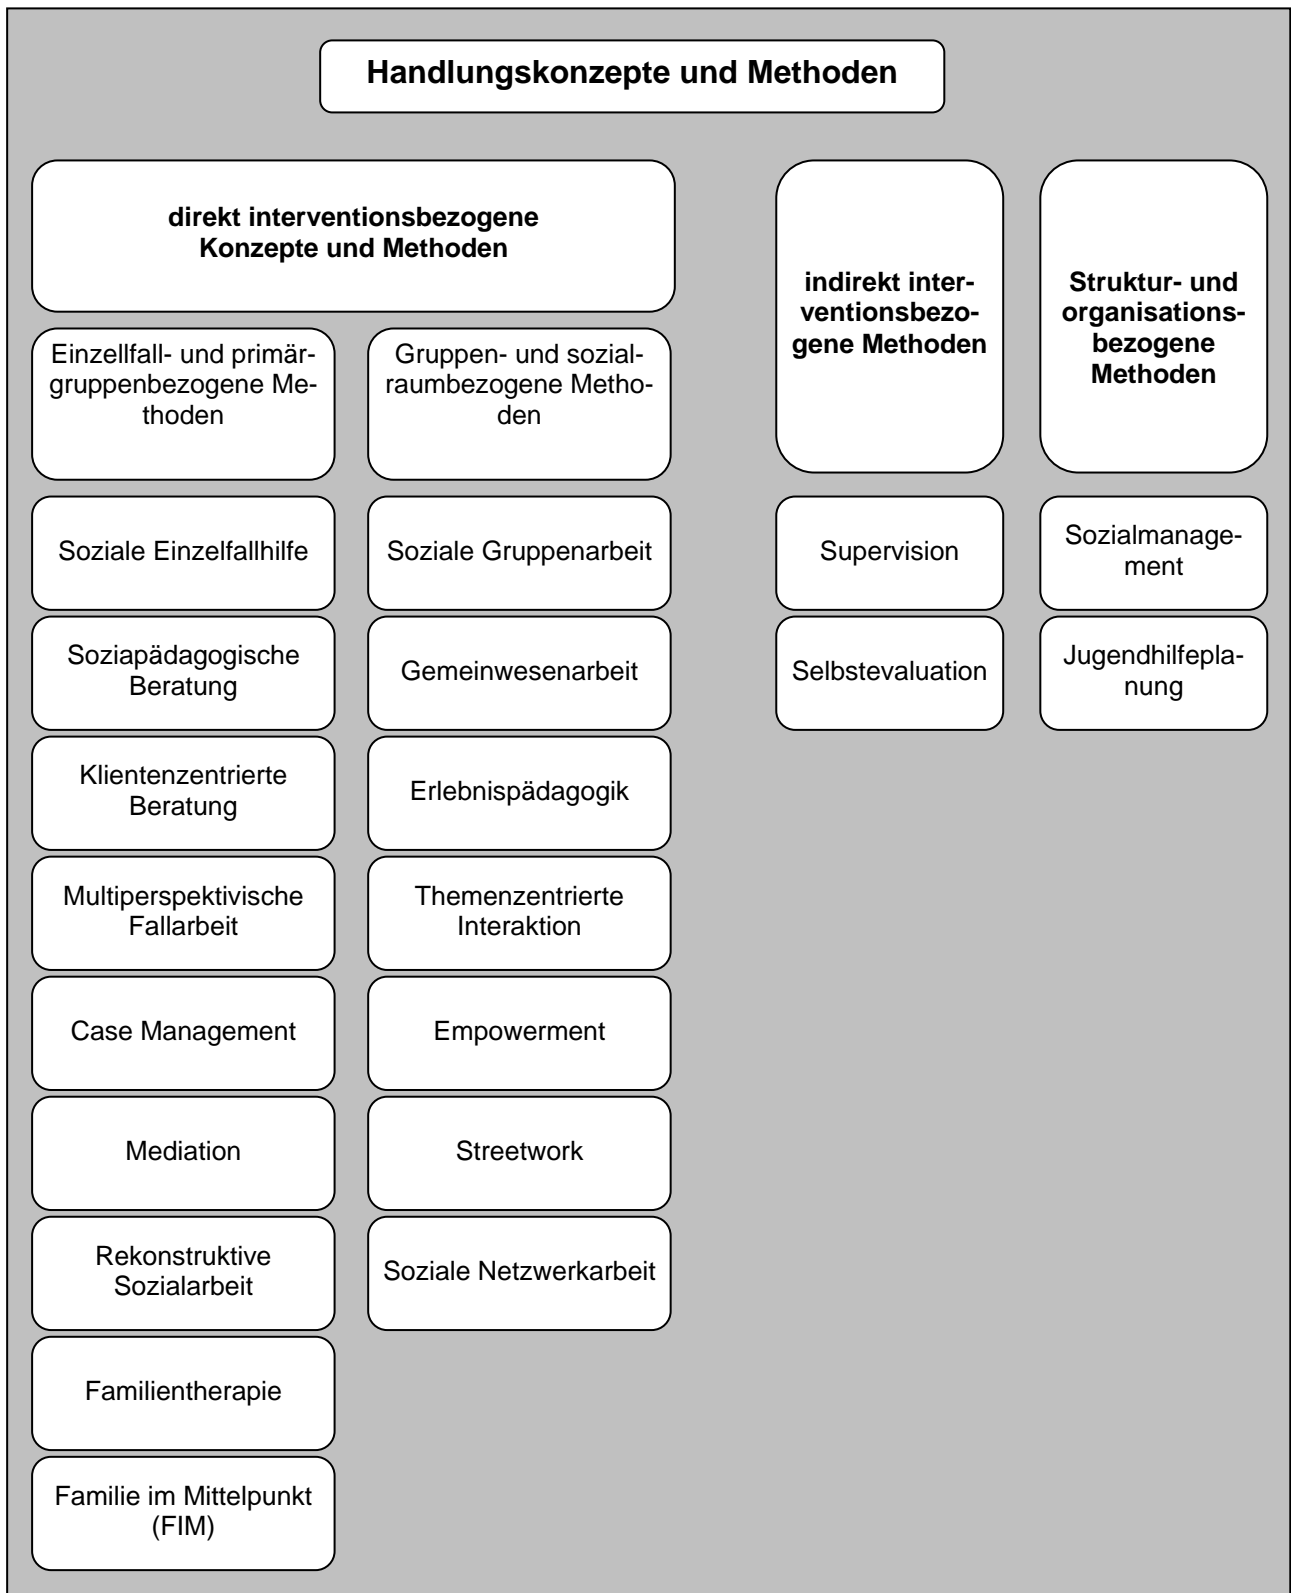 Handlungskonzepte und Methoden
direkt interventionsbezogene
Konzepte und Methoden
indirekt inter-
ventionsbezo-
gene Methoden
Struktur- und
organisations-
bezogene
Methoden
Einzellfall- und primär-
gruppenbezogene Me-
thoden
Gruppen- und sozial-
raumbezogene Metho-
den
Soziale Einzelfallhilfe
Soziapädagogische
Beratung
Klientenzentrierte
Beratung
Multiperspektivische
Fallarbeit
Case Management
Mediation
Rekonstruktive
Sozialarbeit
Familientherapie
Familie im Mittelpunkt
(FIM)
Soziale Gruppenarbeit
Gemeinwesenarbeit
Erlebnispädagogik
Themenzentrierte
Interaktion
Empowerment
Streetwork
Soziale Netzwerkarbeit
Supervision
Selbstevaluation
Sozialmanage-
ment
Jugendhilfepla-
nung